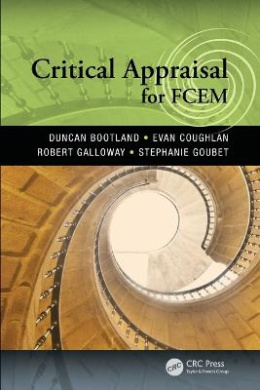 Critical Appraisal
for FCEM
DUNCAN BOOTLAND • EVAN COUGHLAN
ROBERT GALLOWAY • STEPHANIE GOUBET
CRC Press
Taylor & Francis Group